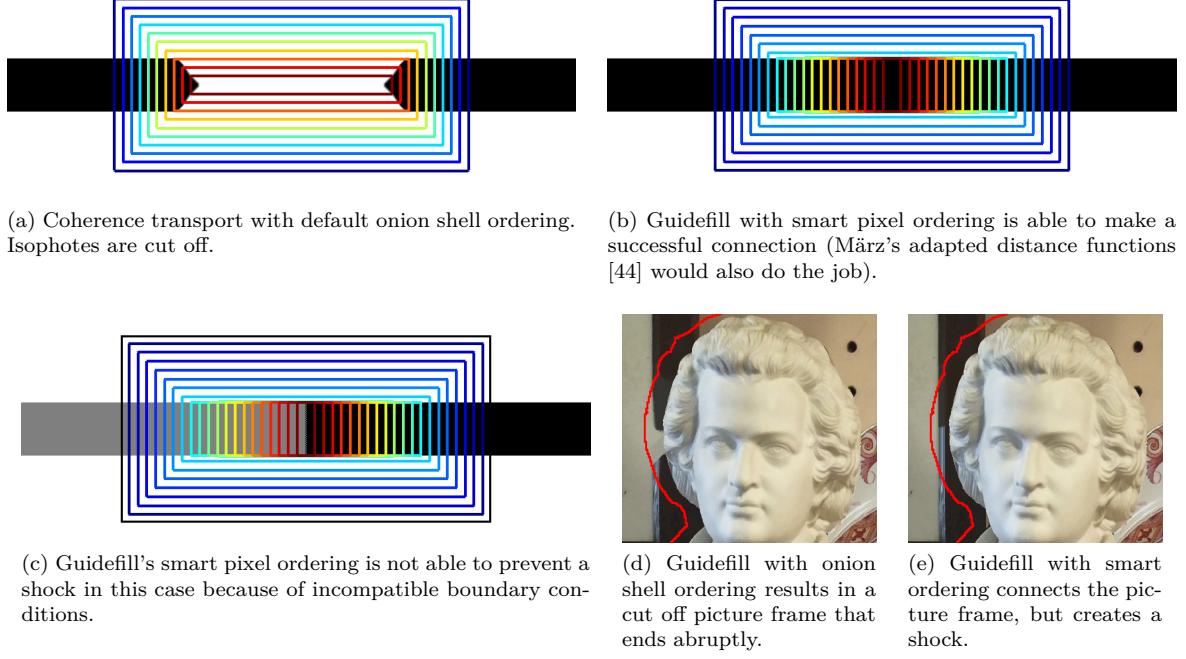 (a) Coherence transport with default onion shell ordering.
Isophotes are cut off.
(b) Guidefill with smart pixel ordering is able to make a
successful connection (März's adapted distance functions
[44] would also do the job).
(c) Guidefill's smart pixel ordering is not able to prevent a
shock in this case because of incompatible boundary con-
ditions.
(d) Guidefill with onion
shell ordering results in a
cut off picture frame that
ends abruptly.
(e) Guidefill with smart
ordering connects the pic-
ture frame, but creates a
shock.